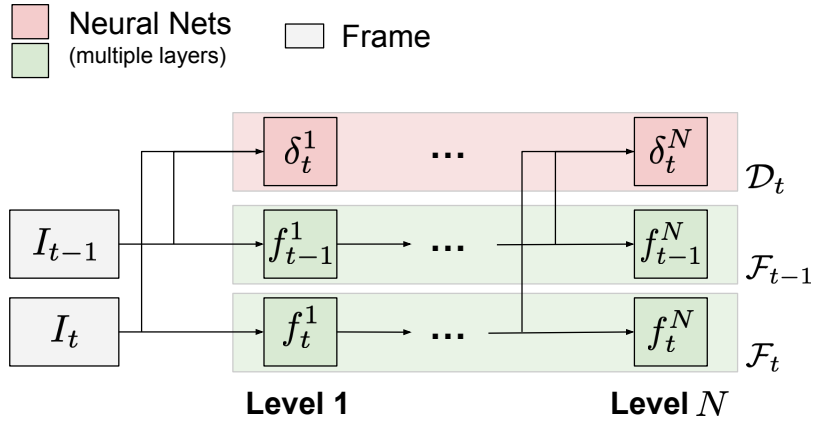 Neural Nets
(multiple layers)
Frame
δ_t^1 ... δ_t^N
𝒟_t
I_{t−1} f_{t−1}^1 ... f_{t−1}^N
ℱ_{t−1}
I_t f_t^1 ... f_t^N
ℱ_t
Level 1 Level N